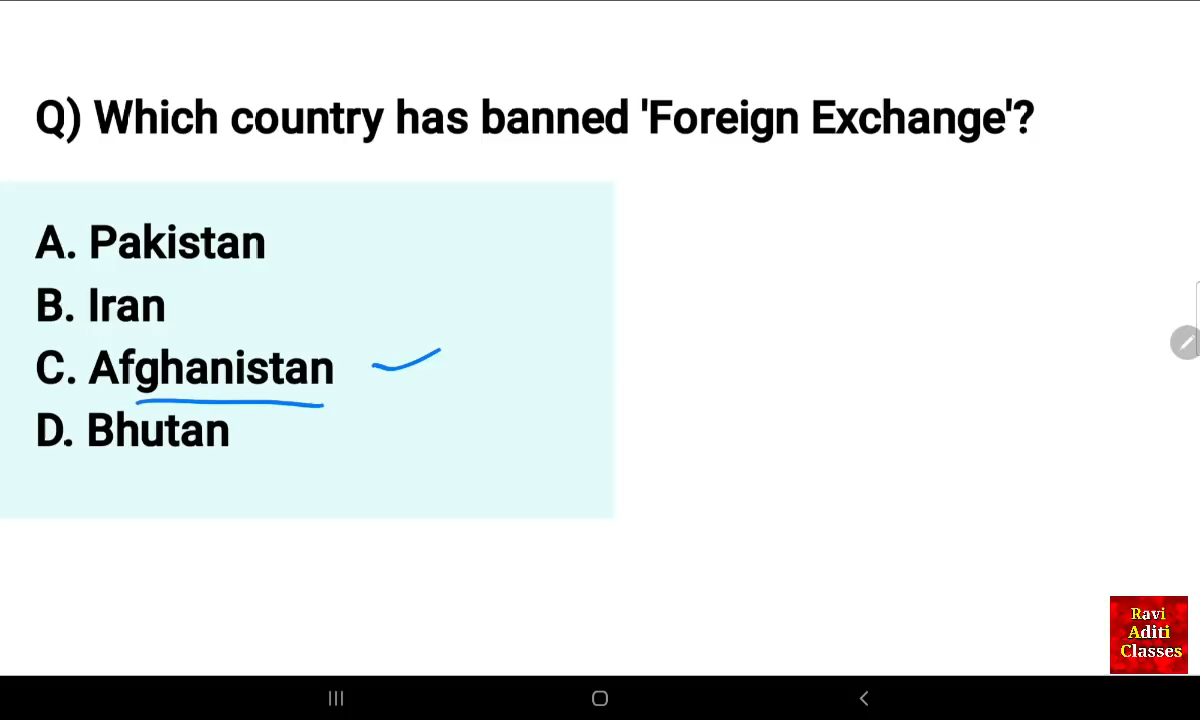 Q) Which country has banned 'Foreign Exchange'?
A. Pakistan
B. Iran
C. Afghanistan
D. Bhutan
Ravi
Aditi
Classes